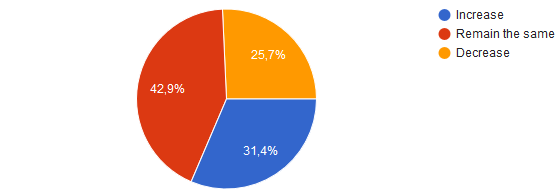 Increase
Remain the same
Decrease
25,7%
42,9%
31,4%